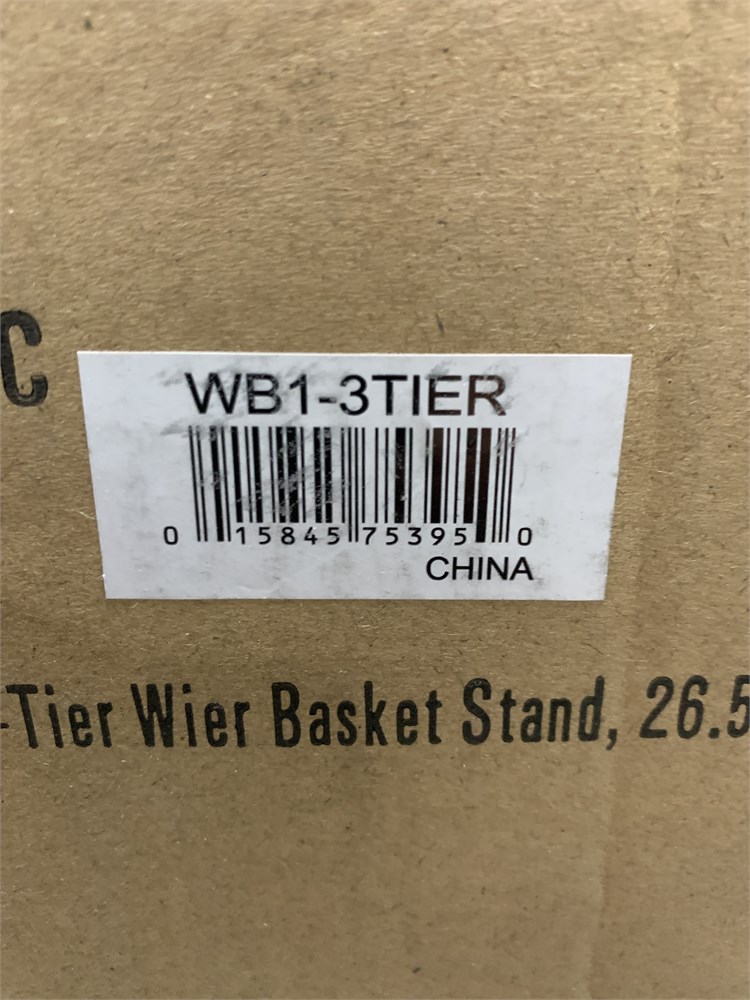 C
WB1-3TIER
0 15845 75395 0
CHINA
-Tier Wier Basket Stand, 26.5